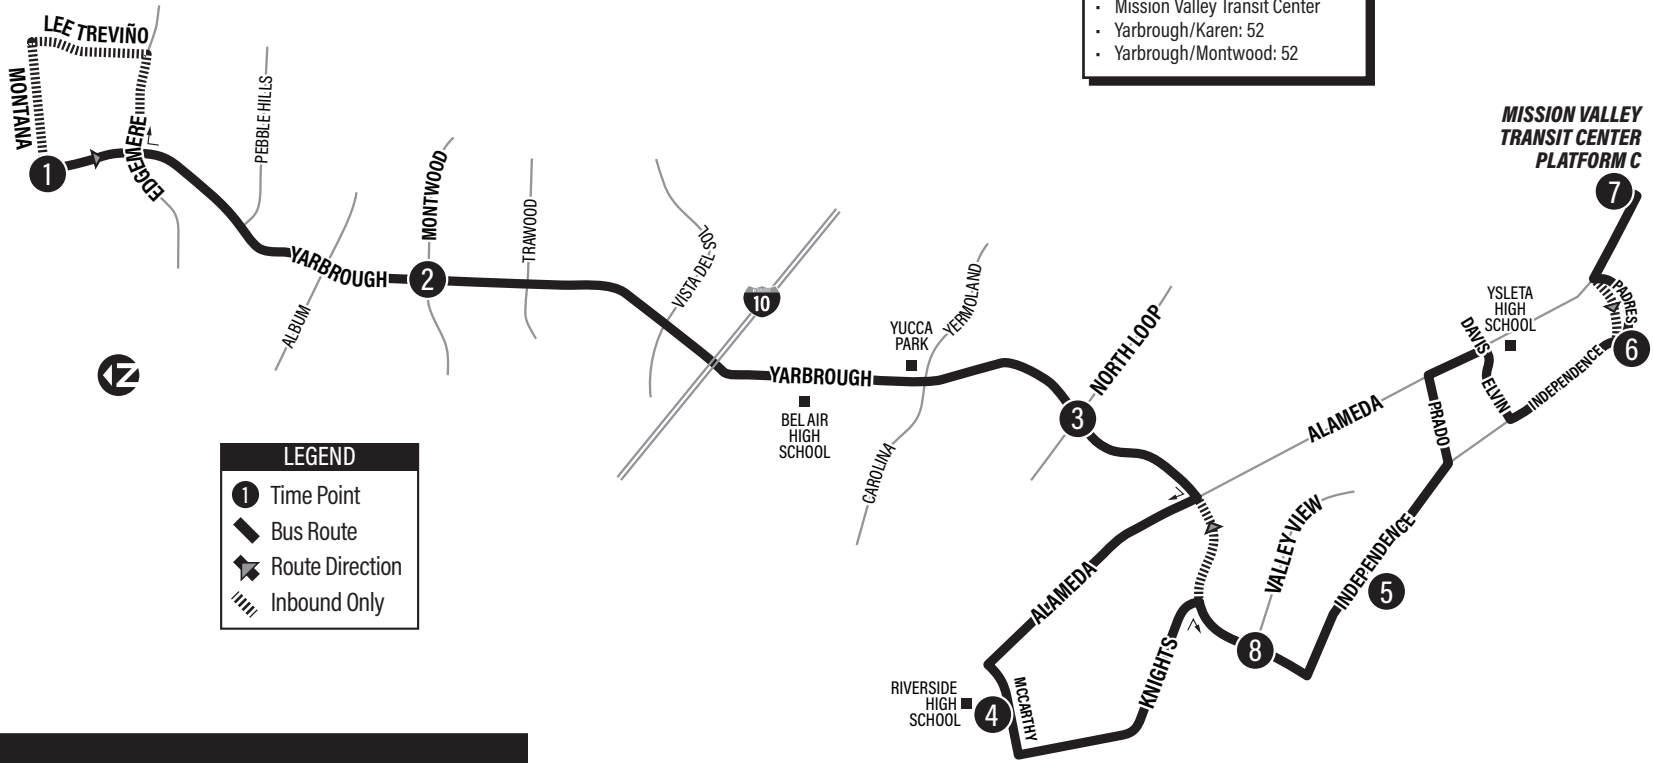 Mission Valley Transit Center
Yarbrough/Karen: 52
Yarbrough/Montwood: 52
LEE TREVIÑO
MONTANA
1
EDGEMERE
PEBBLE HILLS
YARBROUGH
ALBUM
MONTWOOD
2
TRAWOOD
VISTA DEL SOL
10
YARBROUGH
BEL AIR
HIGH
SCHOOL
YUCCA
PARK
YERMOLAND
CAROLINA
NORTH LOOP
3
ALAMEDA
ALAMEDA
RIVERSIDE
HIGH
SCHOOL
4
MCCARTHY
KNIGHTS
8
VALLEY VIEW
INDEPENDENCE
5
PRADO
DAVIS
ELVIN
YSLETA
HIGH
SCHOOL
INDEPENDENCE
6
PADRES
MISSION VALLEY
TRANSIT CENTER
PLATFORM C
7
N
LEGEND
1 Time Point
Bus Route
Route Direction
Inbound Only